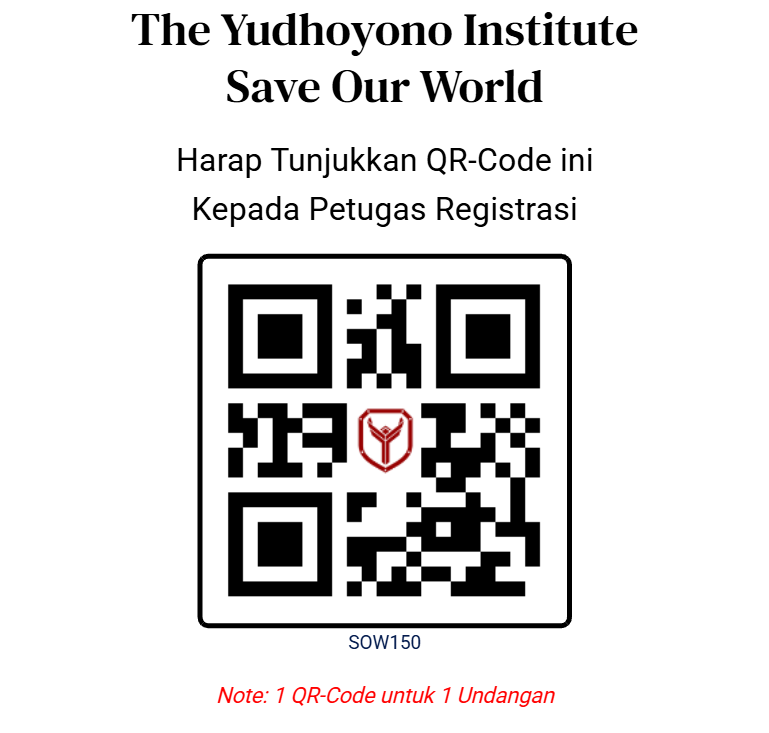 The Yudhoyono Institute
Save Our World
Harap Tunjukkan QR-Code ini
Kepada Petugas Registrasi
SOW150
Note: 1 QR-Code untuk 1 Undangan